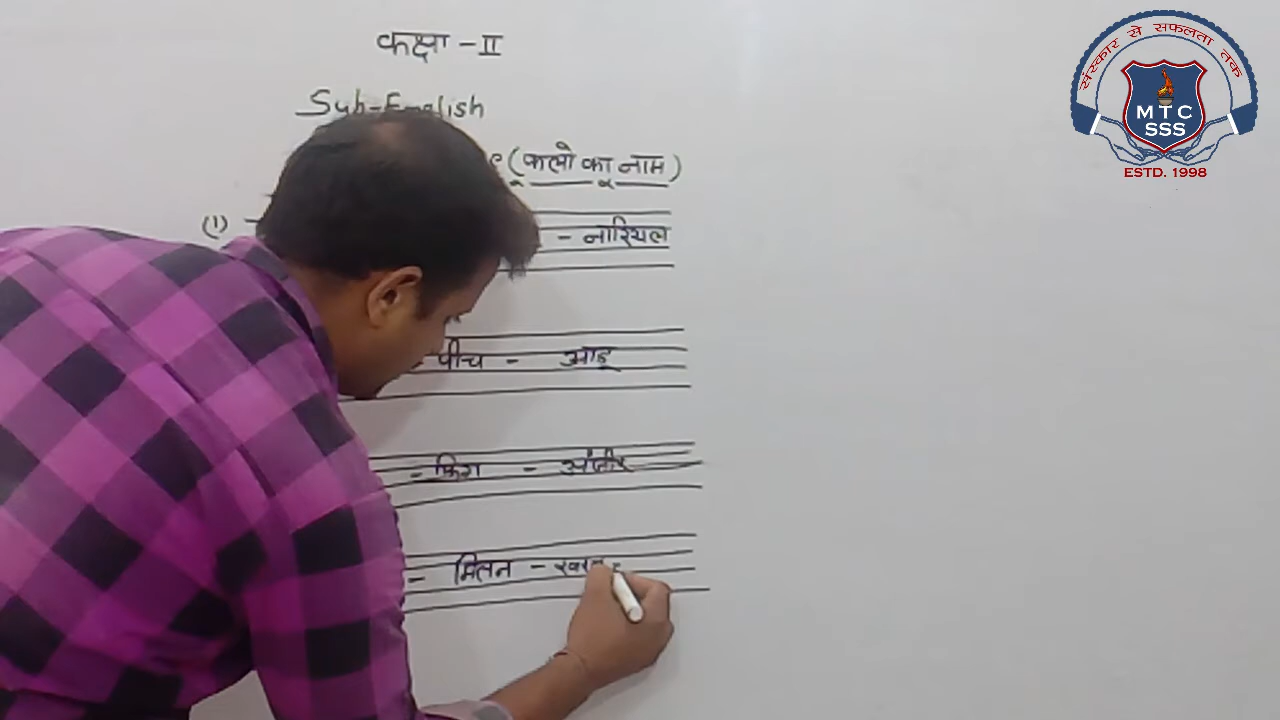 कक्षा - II
Sub-English
(फलो का नाम)
(1) - नारियल
- पीच - आडू
- फिग - अंजीर
- मिलन - खरब
संस्कार से सफलता तक
MTC
SSS
ESTD. 1998